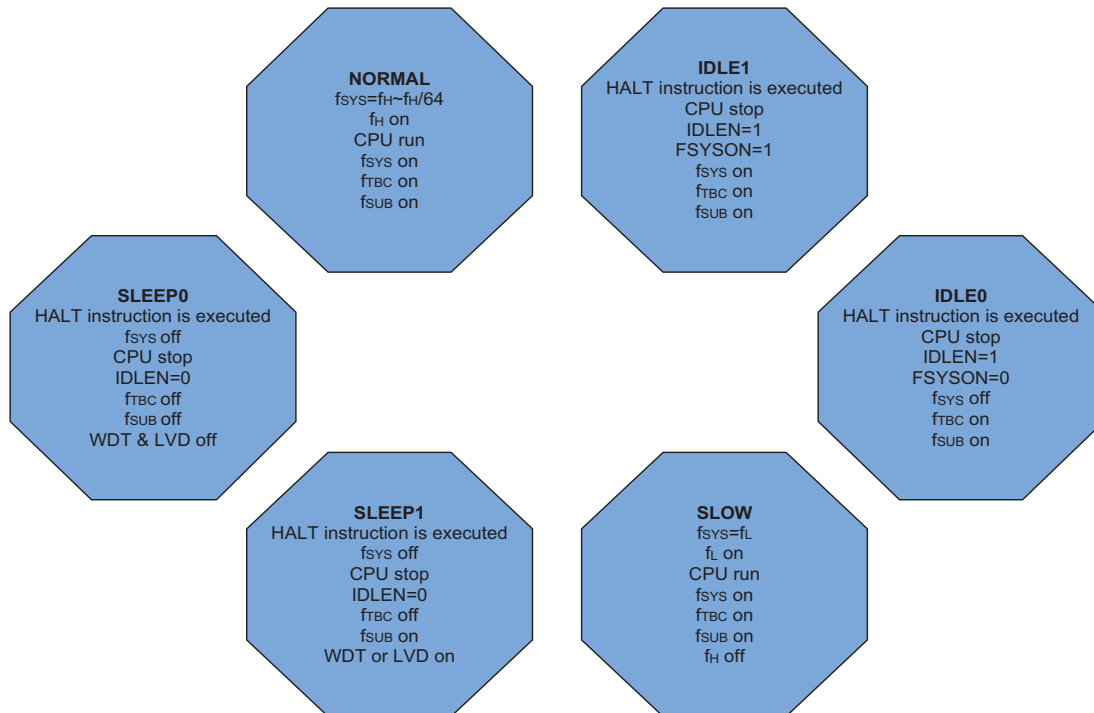 NORMAL
fSYS=fH~fH/64
fH on
CPU run
fSYS on
fTBC on
fSUB on
IDLE1
HALT instruction is executed
CPU stop
IDLEN=1
FSYSON=1
fSYS on
fTBC on
fSUB on
SLEEP0
HALT instruction is executed
fSYS off
CPU stop
IDLEN=0
fTBC off
fSUB off
WDT & LVD off
IDLE0
HALT instruction is executed
CPU stop
IDLEN=1
FSYSON=0
fSYS off
fTBC on
fSUB on
SLEEP1
HALT instruction is executed
fSYS off
CPU stop
IDLEN=0
fTBC off
fSUB on
WDT or LVD on
SLOW
fSYS=fL
fL on
CPU run
fSYS on
fTBC on
fSUB on
fH off